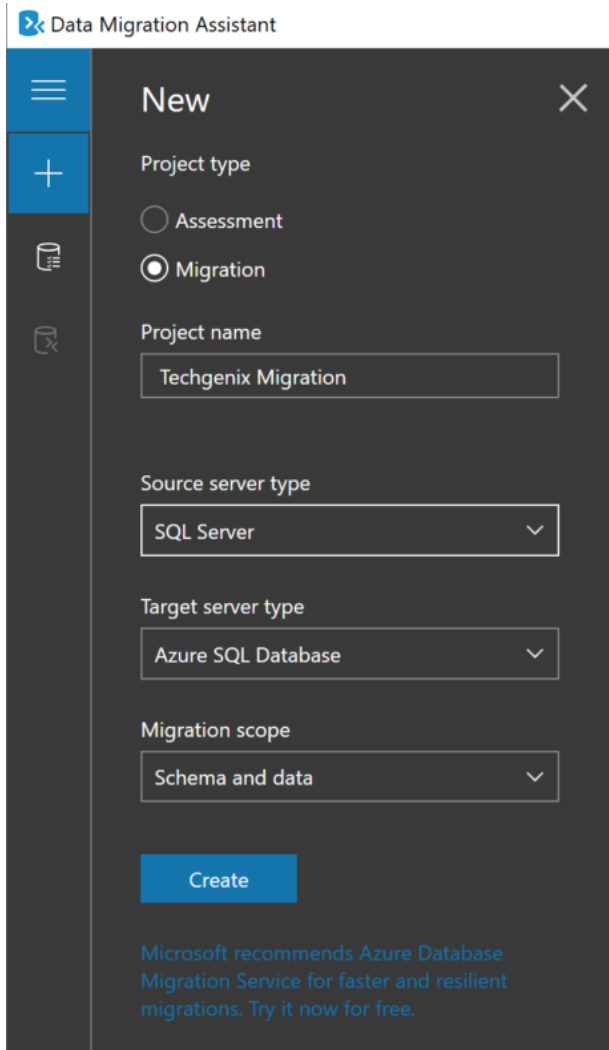 Data Migration Assistant
New
Project type
Assessment
Migration
Project name
Techgenix Migration
Source server type
SQL Server
Target server type
Azure SQL Database
Migration scope
Schema and data
Create
Microsoft recommends Azure Database
Migration Service for faster and resilient
migrations. Try it now for free.